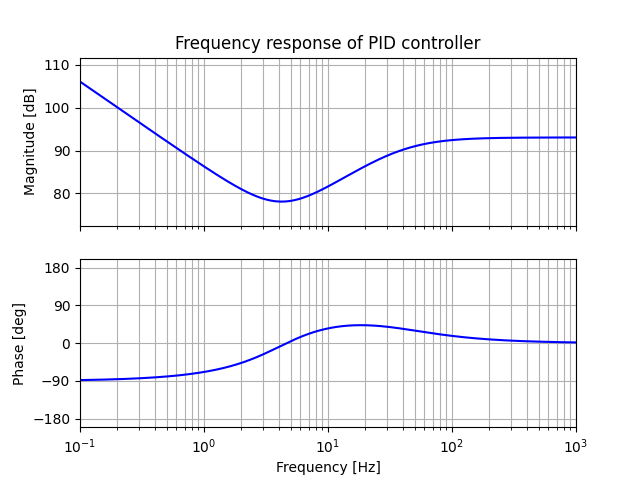 Frequency response of PID controller
Magnitude [dB]
110
100
90
80
Phase [deg]
180
90
0
−90
−180
10⁻¹ 10⁰ 10¹ 10² 10³
Frequency [Hz]